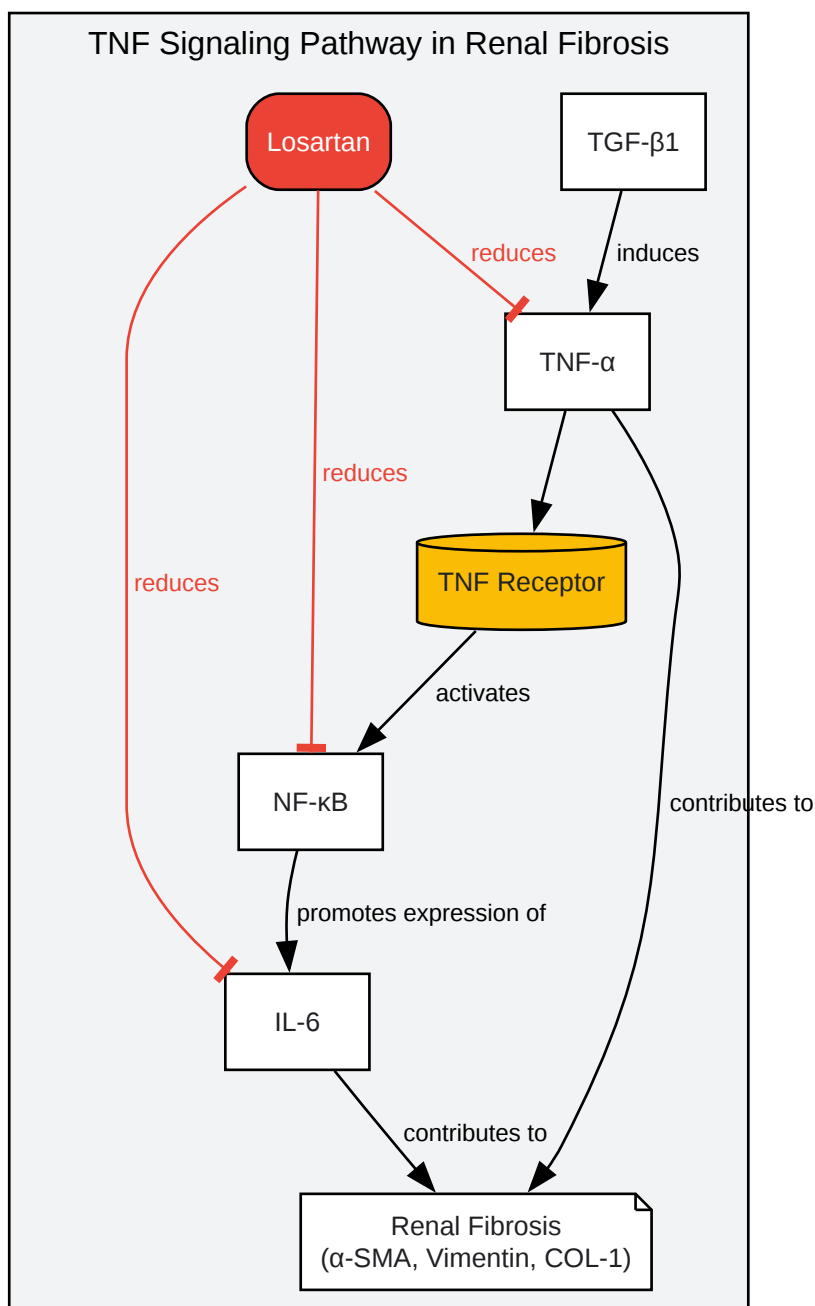 TNF Signaling Pathway in Renal Fibrosis
Losartan
TGF-β1
reduces
induces
TNF-α
reduces
TNF Receptor
reduces
activates
NF-κB
contributes to
promotes expression of
IL-6
contributes to
Renal Fibrosis
(α-SMA, Vimentin, COL-1)